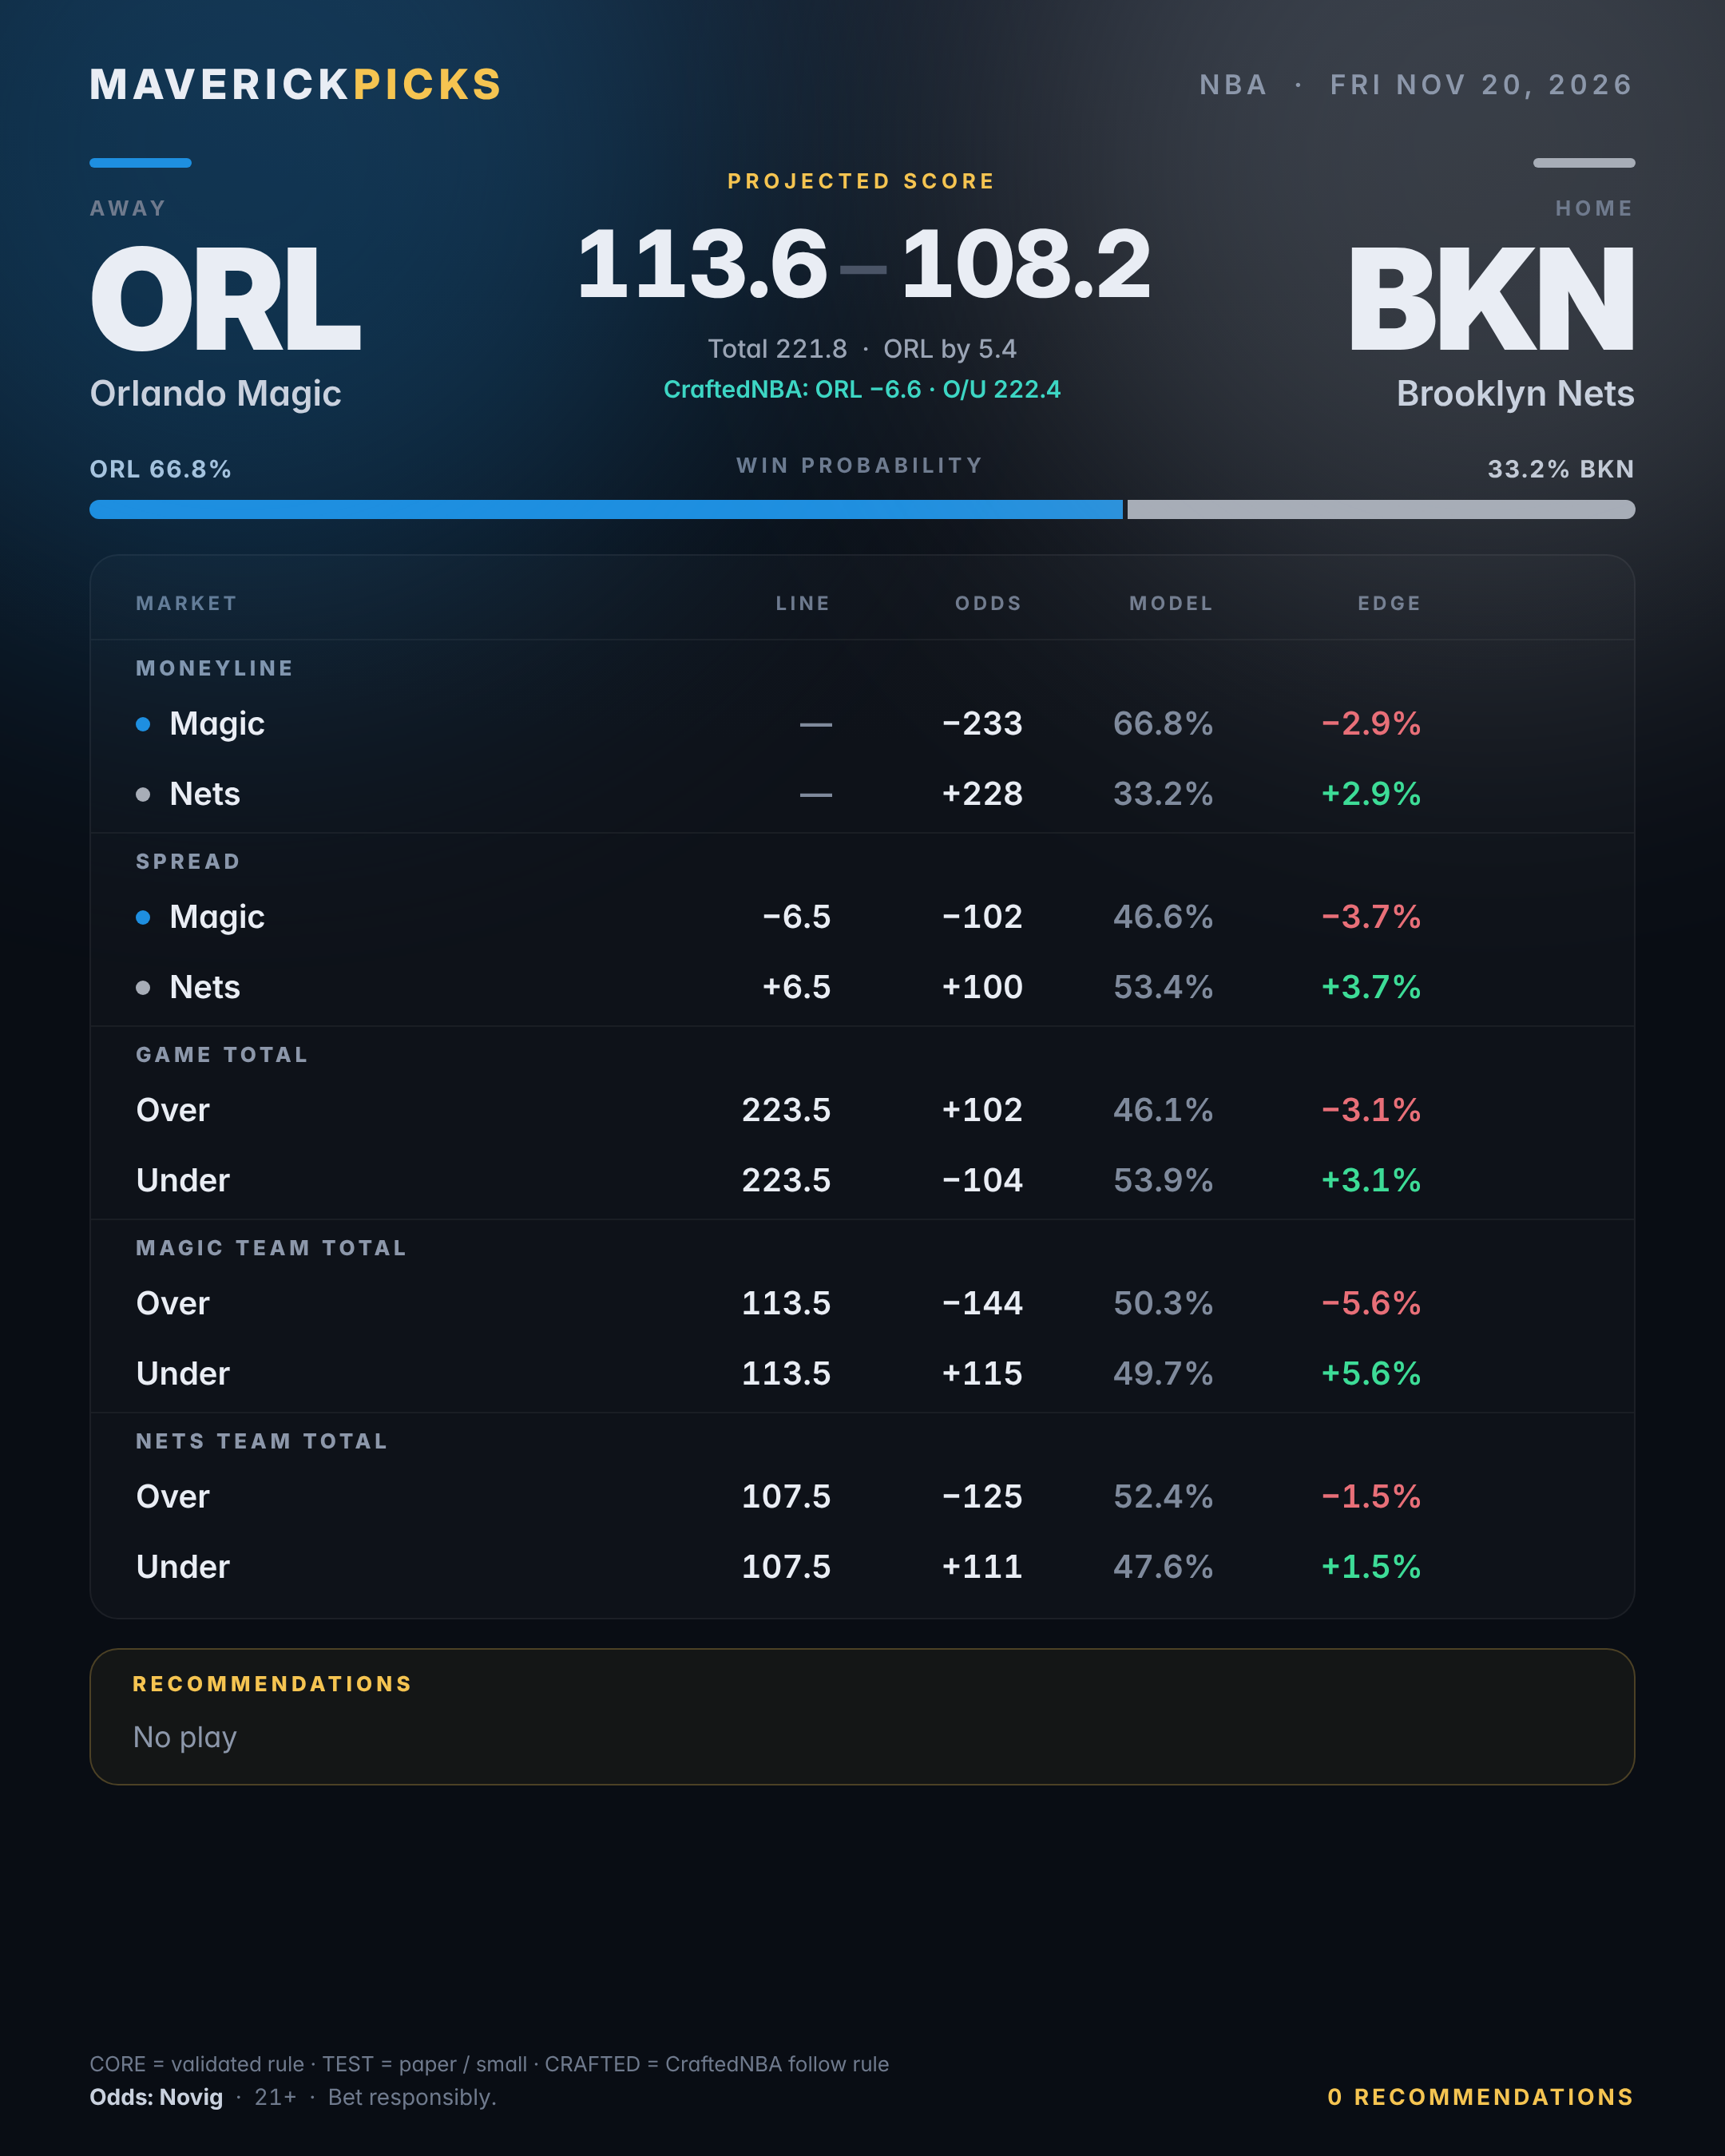 MAVERICKPICKS
NBA · FRI NOV 20, 2026
AWAY
ORL
Orlando Magic
PROJECTED SCORE
113.6–108.2
Total 221.8 · ORL by 5.4
CraftedNBA: ORL −6.6 · O/U 222.4
HOME
BKN
Brooklyn Nets
ORL 66.8% WIN PROBABILITY 33.2% BKN
MARKET LINE ODDS MODEL EDGE
MONEYLINE
Magic — −233 66.8% −2.9%
Nets — +228 33.2% +2.9%
SPREAD
Magic −6.5 −102 46.6% −3.7%
Nets +6.5 +100 53.4% +3.7%
GAME TOTAL
Over 223.5 +102 46.1% −3.1%
Under 223.5 −104 53.9% +3.1%
MAGIC TEAM TOTAL
Over 113.5 −144 50.3% −5.6%
Under 113.5 +115 49.7% +5.6%
NETS TEAM TOTAL
Over 107.5 −125 52.4% −1.5%
Under 107.5 +111 47.6% +1.5%
RECOMMENDATIONS
No play
CORE = validated rule · TEST = paper / small · CRAFTED = CraftedNBA follow rule
Odds: Novig · 21+ · Bet responsibly.
0 RECOMMENDATIONS